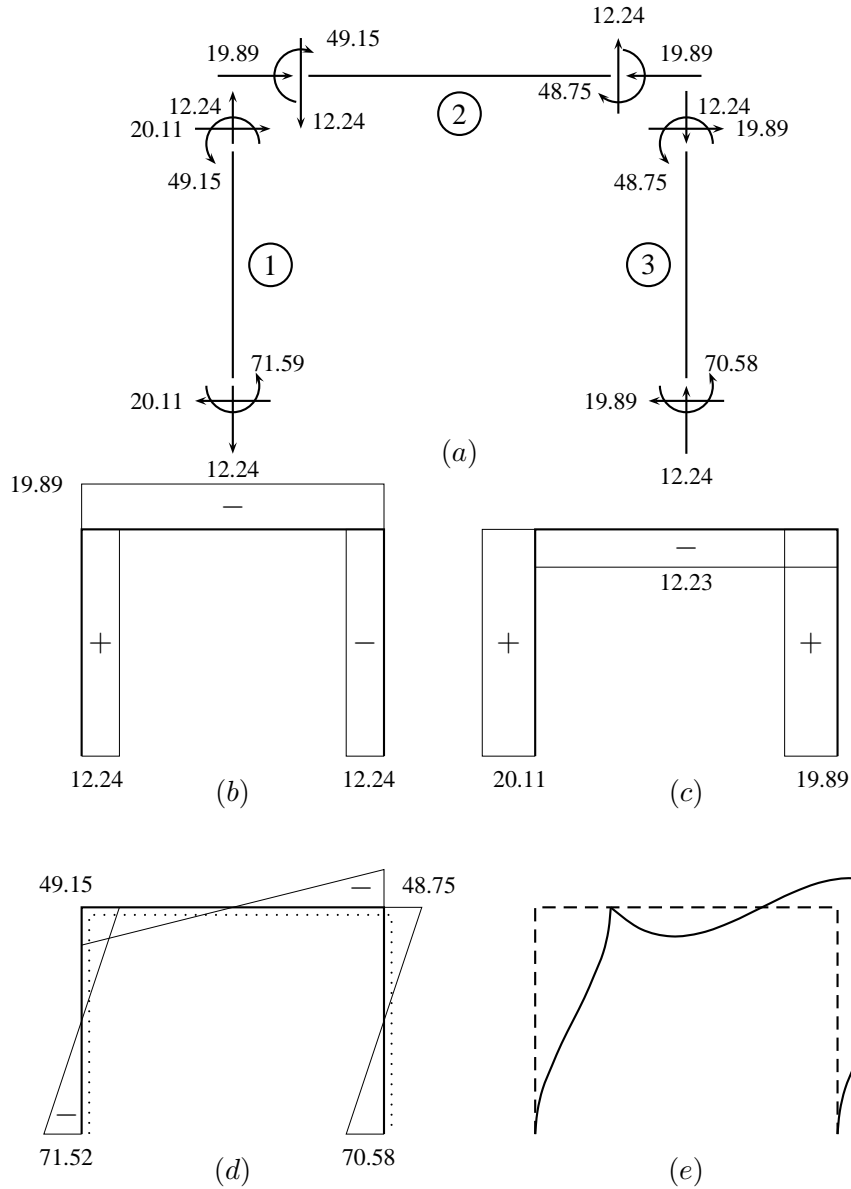 12.24
49.15
19.89 19.89
48.75
12.24 12.24 2 12.24
20.11 19.89
49.15 48.75
1 3
71.59 70.58
20.11 19.89
(a)
12.24 12.24
19.89
− −
12.23
+ − + +
12.24 12.24 20.11 19.89
(b) (c)
49.15 − 48.75
−
71.52 70.58
(d) (e)